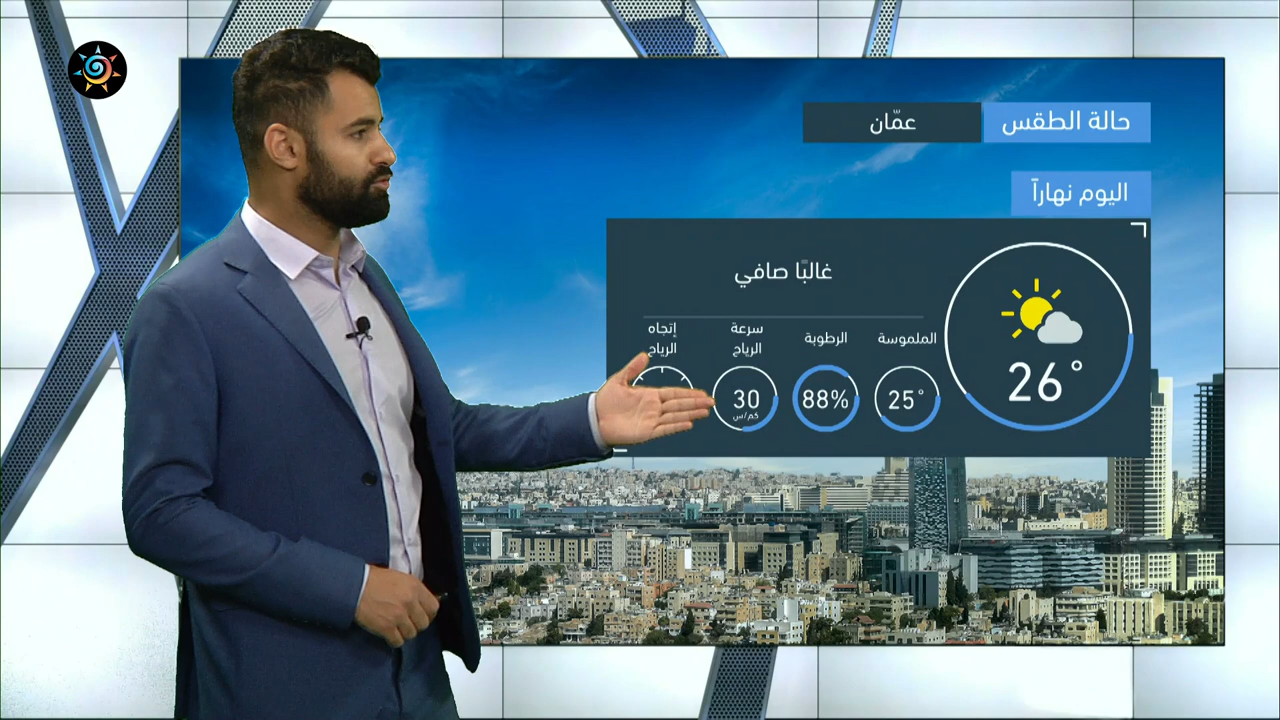 حالة الطقس
عمّان
اليوم نهاراً
غالبًا صافي
26°
الملموسة
25°
الرطوبة
88%
سرعة
الرياح
30
كم/س
إتجاه
الرياح